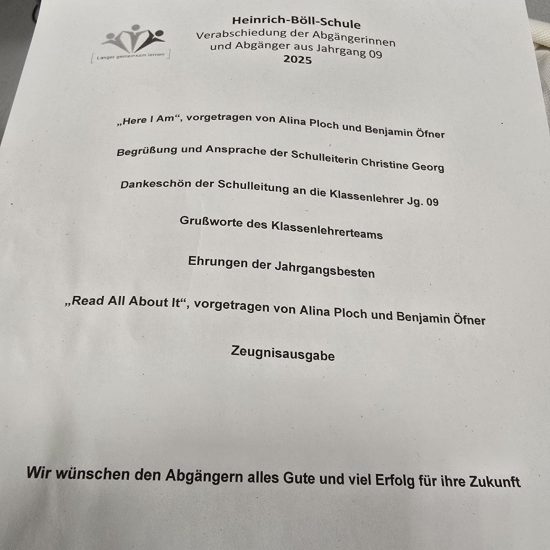 Heinrich-Böll-Schule
Verabschiedung der Abgängerinnen
und Abgänger aus Jahrgang 09
2025
[ Länger gemeinsam lernen ]
„Here I Am“, vorgetragen von Alina Ploch und Benjamin Öfner
Begrüßung und Ansprache der Schulleiterin Christine Georg
Dankeschön der Schulleitung an die Klassenlehrer Jg. 09
Grußworte des Klassenlehrerteams
Ehrungen der Jahrgangsbesten
„Read All About It“, vorgetragen von Alina Ploch und Benjamin Öfner
Zeugnisausgabe
Wir wünschen den Abgängern alles Gute und viel Erfolg für ihre Zukunft